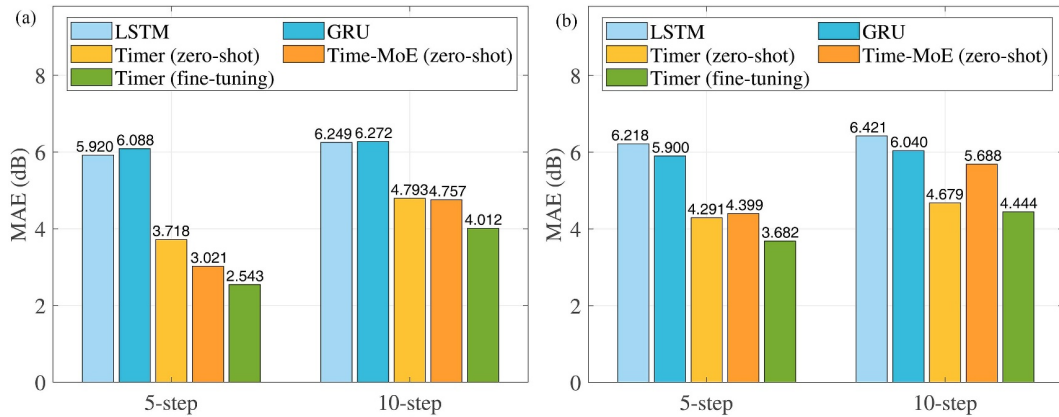 (a)
LSTM GRU
Timer (zero-shot) Time-MoE (zero-shot)
Timer (fine-tuning)
8
6
4
2
0
MAE (dB)
5.920 6.088 3.718 3.021 2.543
6.249 6.272 4.793 4.757 4.012
5-step 10-step
(b)
LSTM GRU
Timer (zero-shot) Time-MoE (zero-shot)
Timer (fine-tuning)
8
6
4
2
0
MAE (dB)
6.218 5.900 4.291 4.399 3.682
6.421 6.040 4.679 5.688 4.444
5-step 10-step